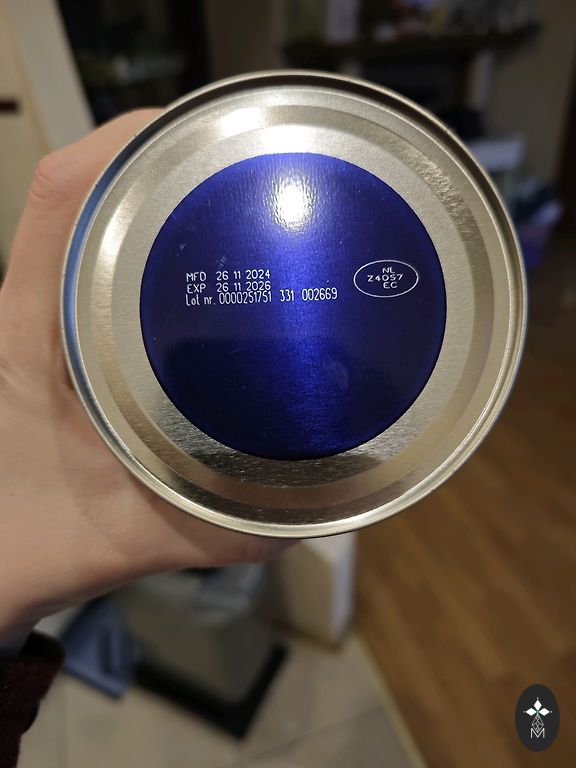 MFD 26 11 2024
EXP 26 11 2026
Lot nr. 0000251751 331 002669
NL
Z4057
EC
M